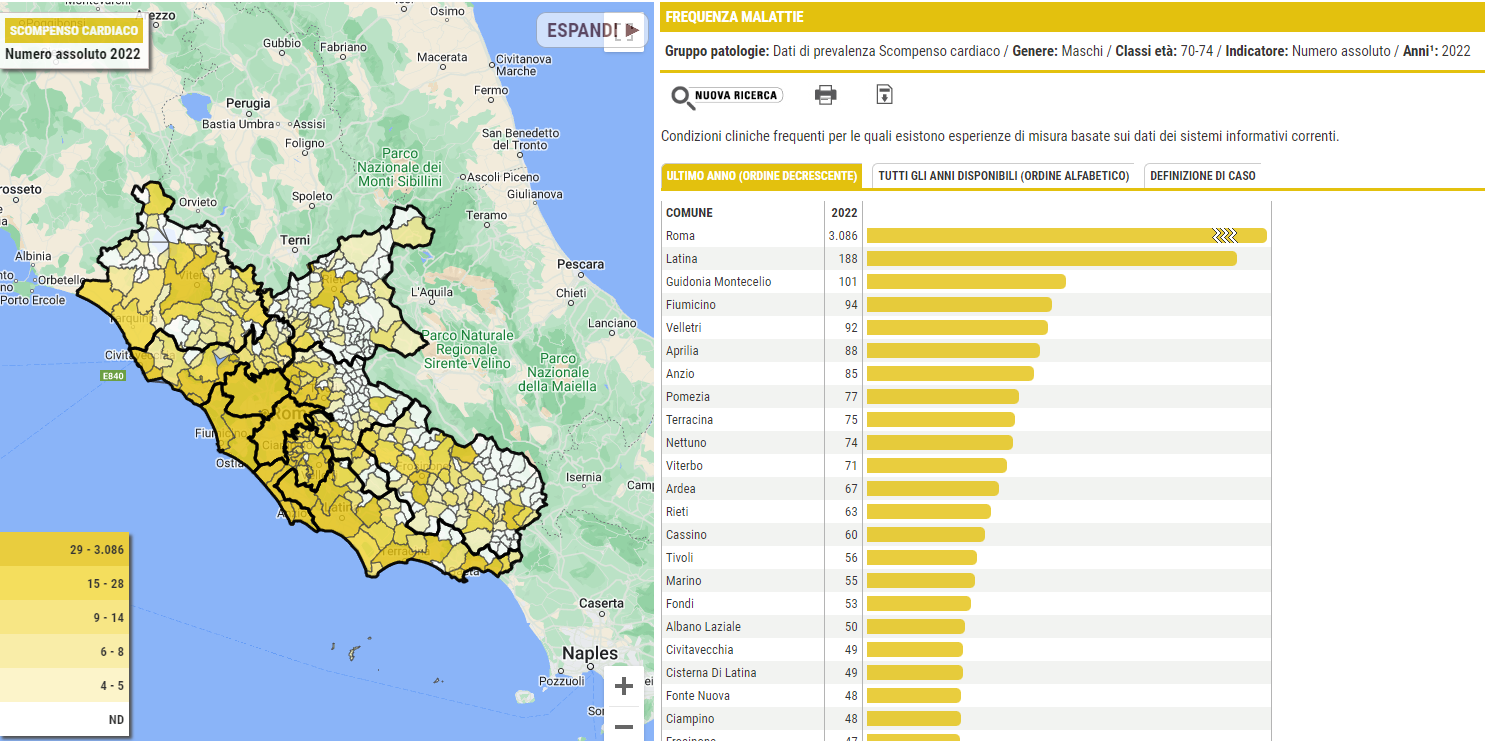 SCOMPENSO CARDIACO
Numero assoluto 2022
ESPANDI
Arezzo
Osimo
Gubbio
Fabriano
Macerata
Civitanova
Marche
Fermo
Perugia
Bastia Umbra
Assisi
Foligno
San Benedetto
del Tronto
Parco
Nazionale dei
Monti Sibillini
Ascoli Piceno
Giulianova
rosseto
Orvieto
Spoleto
Teramo
Terni
Albinia
Orbetello
Porto Ercole
Pescara
L'Aquila
Chieti
Lanciano
Parco Naturale
Regionale
Sirente-Velino
Parco
Nazionale
della Maiella
E840
Ostia
Isernia
Caserta
Naples
Pozzuoli
29 - 3.086
15 - 28
9 - 14
6 - 8
4 - 5
ND
FREQUENZA MALATTIE
Gruppo patologie: Dati di prevalenza Scompenso cardiaco / Genere: Maschi / Classi età: 70-74 / Indicatore: Numero assoluto / Anni¹: 2022
NUOVA RICERCA
Condizioni cliniche frequenti per le quali esistono esperienze di misura basate sui dati dei sistemi informativi correnti.
ULTIMO ANNO (ORDINE DECRESCENTE) TUTTI GLI ANNI DISPONIBILI (ORDINE ALFABETICO) DEFINIZIONE DI CASO
COMUNE 2022
Roma 3.086
Latina 188
Guidonia Montecelio 101
Fiumicino 94
Velletri 92
Aprilia 88
Anzio 85
Pomezia 77
Terracina 75
Nettuno 74
Viterbo 71
Ardea 67
Rieti 63
Cassino 60
Tivoli 56
Marino 55
Fondi 53
Albano Laziale 50
Civitavecchia 49
Cisterna Di Latina 49
Fonte Nuova 48
Ciampino 48
Frosinone 47